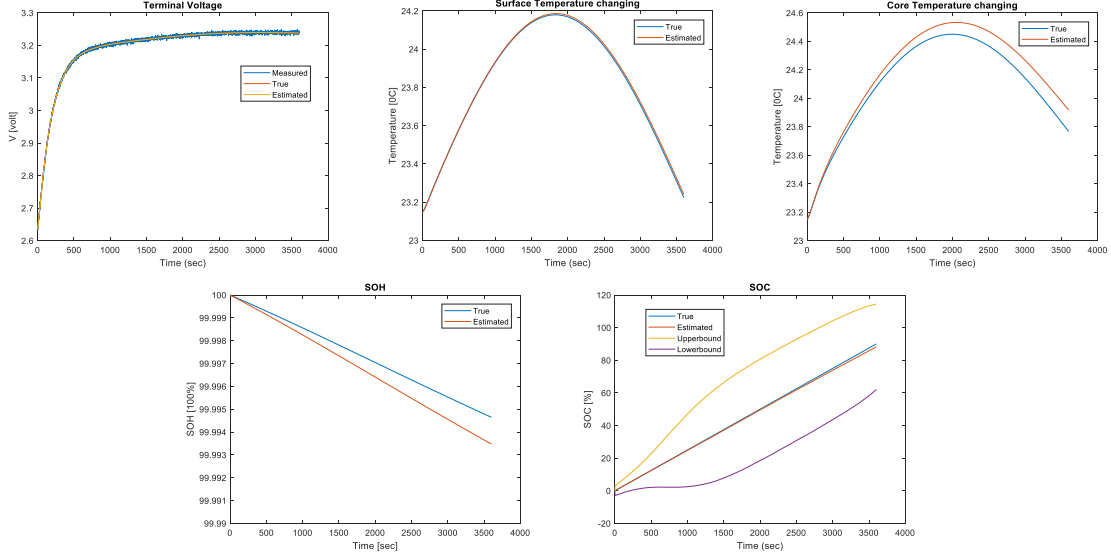 Terminal Voltage
3.3
3.2
3.1
3
2.9
2.8
2.7
2.6
V [volt]
0 500 1000 1500 2000 2500 3000 3500 4000
Time (sec)
Measured
True
Estimated
Surface Temperature changing
24.2
24
23.8
23.6
23.4
23.2
23
Temperature [0C]
0 500 1000 1500 2000 2500 3000 3500 4000
Time (sec)
True
Estimated
Core Temperature changing
24.6
24.4
24.2
24
23.8
23.6
23.4
23.2
23
Temperature [0C]
0 500 1000 1500 2000 2500 3000 3500 4000
Time (sec)
True
Estimated
SOH
100
99.999
99.998
99.997
99.996
99.995
99.994
99.993
99.992
99.991
99.99
SOH [100%]
0 500 1000 1500 2000 2500 3000 3500 4000
Time [sec]
True
Estimated
SOC
120
100
80
60
40
20
0
-20
SOC [%]
0 500 1000 1500 2000 2500 3000 3500 4000
Time (sec)
True
Estimated
Upperbound
Lowerbound